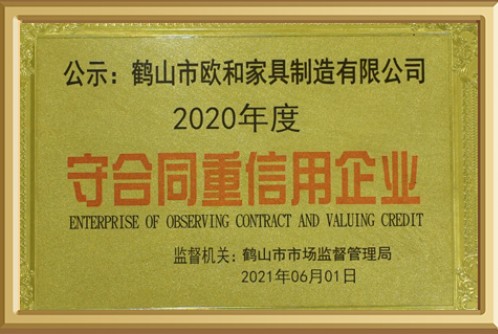 公示：鹤山市欧和家具制造有限公司
2020年度
守合同重信用企业
ENTERPRISE OF OBSERVING CONTRACT AND VALUING CREDIT
监督机关：鹤山市市场监督管理局
2021年06月01日